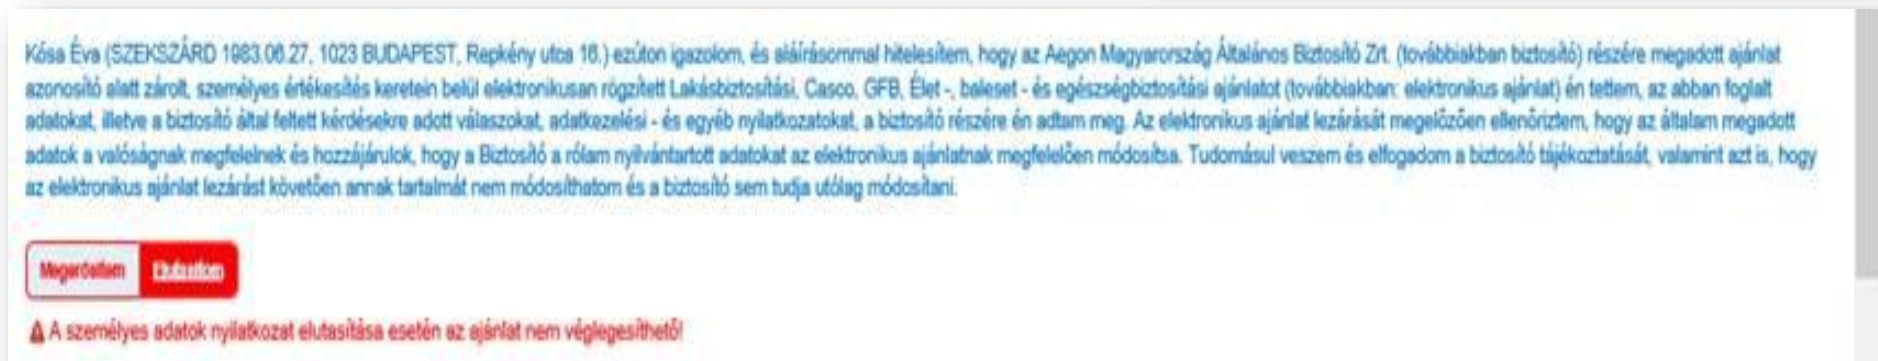 Kósa Éva (SZEKSZÁRD 1983.06.27, 1023 BUDAPEST, Repkény utca 16.) ezúton igazolom, és aláírásommal hitelesítem, hogy az Aegon Magyarország Általános Biztosító Zrt. (továbbiakban biztosító) részére megadott ajánlat
azonosító alatt zárolt, személyes értékesítés keretein belül elektronikusan rögzített Lakásbiztosítási, Casco, GFB, Élet -, baleset - és egészségbiztosítási ajánlatot (továbbiakban: elektronikus ajánlat) én tettem, az abban foglalt
adatokat, illetve a biztosító által feltett kérdésekre adott válaszokat, adatkezelési - és egyéb nyilatkozatokat, a biztosító részére én adtam meg. Az elektronikus ajánlat lezárását megelőzően ellenőriztem, hogy az általam megadott
adatok a valóságnak megfelelnek és hozzájárulok, hogy a Biztosító a rólam nyilvántartott adatokat az elektronikus ajánlatnak megfelelően módosítsa. Tudomásul veszem és elfogadom a biztosító tájékoztatását, valamint azt is, hogy
az elektronikus ajánlat lezárást követően annak tartalmát nem módosíthatom és a biztosító sem tudja utólag módosítani.
Megerősítem Elutasítom
A személyes adatok nyilatkozat elutasítása esetén az ajánlat nem véglegesíthető!